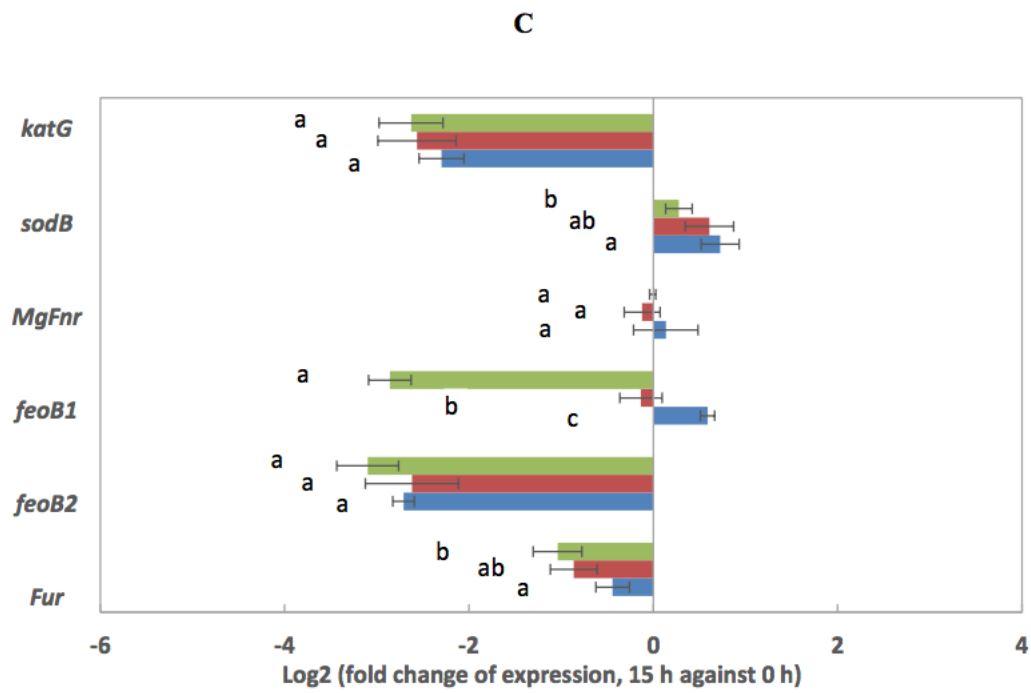 C
katG
a
a
a
sodB
b
ab
a
MgFnr
a
a
a
feoB1
a
b
c
feoB2
a
a
a
Fur
b
ab
a
-6 -4 -2 0 2 4
Log2 (fold change of expression, 15 h against 0 h)